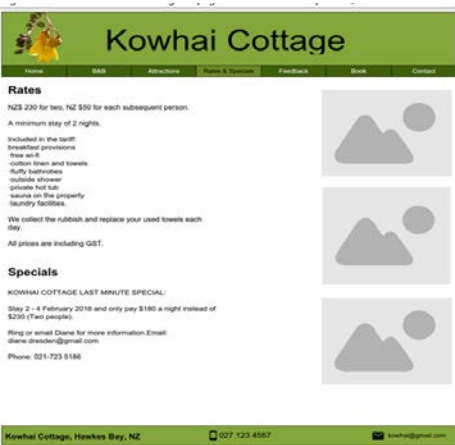 Kowhai Cottage
Home B&B Attractions Rates & Specials Feedback Book Contact
Rates
NZ$ 230 for two, NZ $50 for each subsequent person.
A minimum stay of 2 nights.
Included in the tariff:
breakfast provisions
-free wi-fi
-cotton linen and towels
-fluffy bathrobes
-outside shower
-private hot tub
-sauna on the property
-laundry facilities.
We collect the rubbish and replace your used towels each
day.
All prices are including GST.
Specials
KOWHAI COTTAGE LAST MINUTE SPECIAL:
Stay 2 - 4 February 2016 and only pay $180 a night instead of
$230 (Two people).
Ring or email Diane for more information Email:
diane.dresden@gmail.com
Phone: 021-723 5186
Kowhai Cottage, Hawkes Bay, NZ 027 123 4567 kowhai@gmail.com